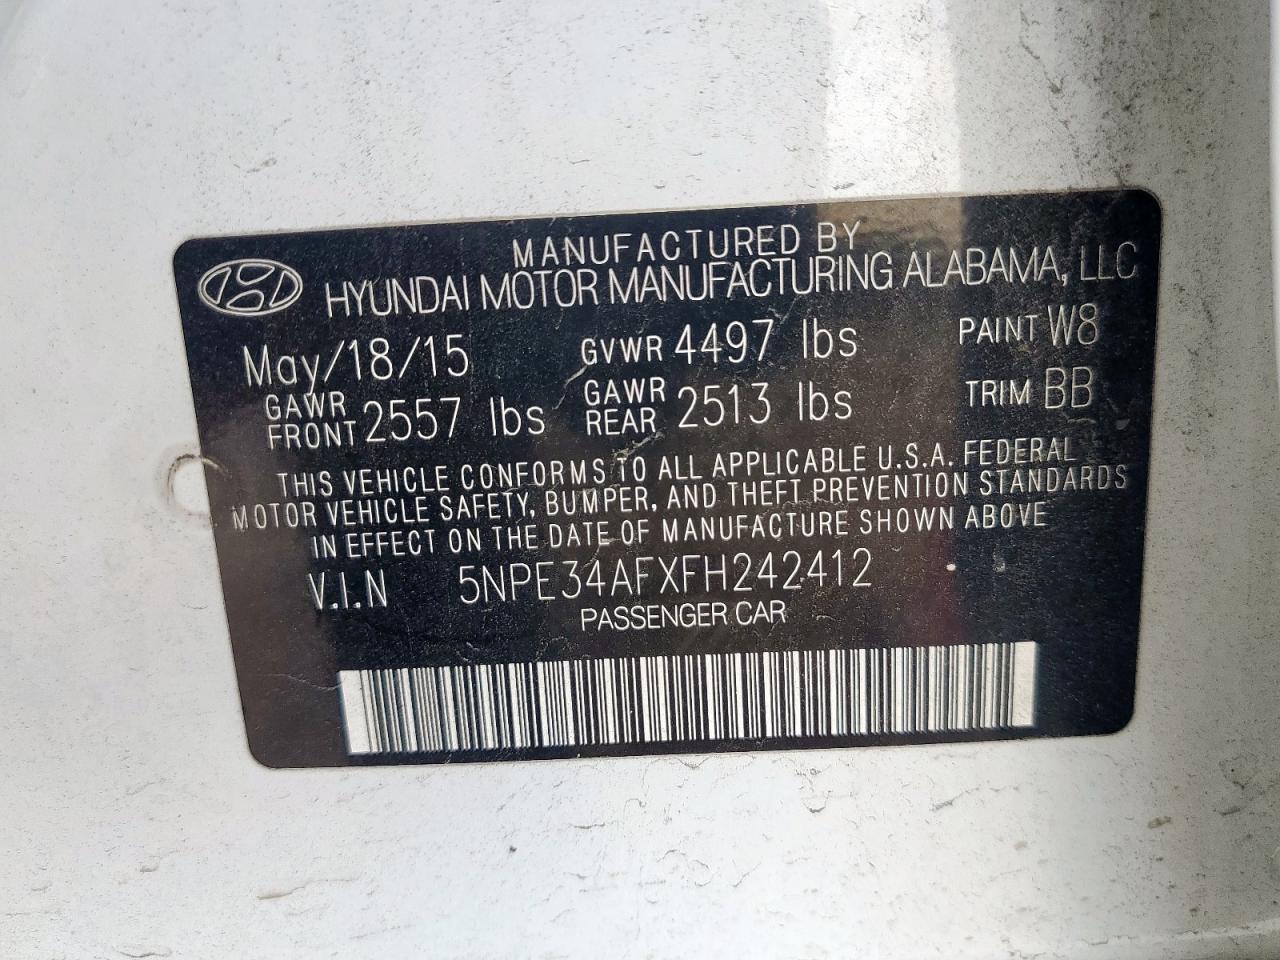 MANUFACTURED BY
HYUNDAI MOTOR MANUFACTURING ALABAMA, LLC
May/18/15 GVWR 4497 lbs PAINT W8
GAWR FRONT 2557 lbs GAWR REAR 2513 lbs TRIM BB
THIS VEHICLE CONFORMS TO ALL APPLICABLE U.S.A. FEDERAL
MOTOR VEHICLE SAFETY, BUMPER, AND THEFT PREVENTION STANDARDS
IN EFFECT ON THE DATE OF MANUFACTURE SHOWN ABOVE
V.I.N 5NPE34AFXFH242412
PASSENGER CAR